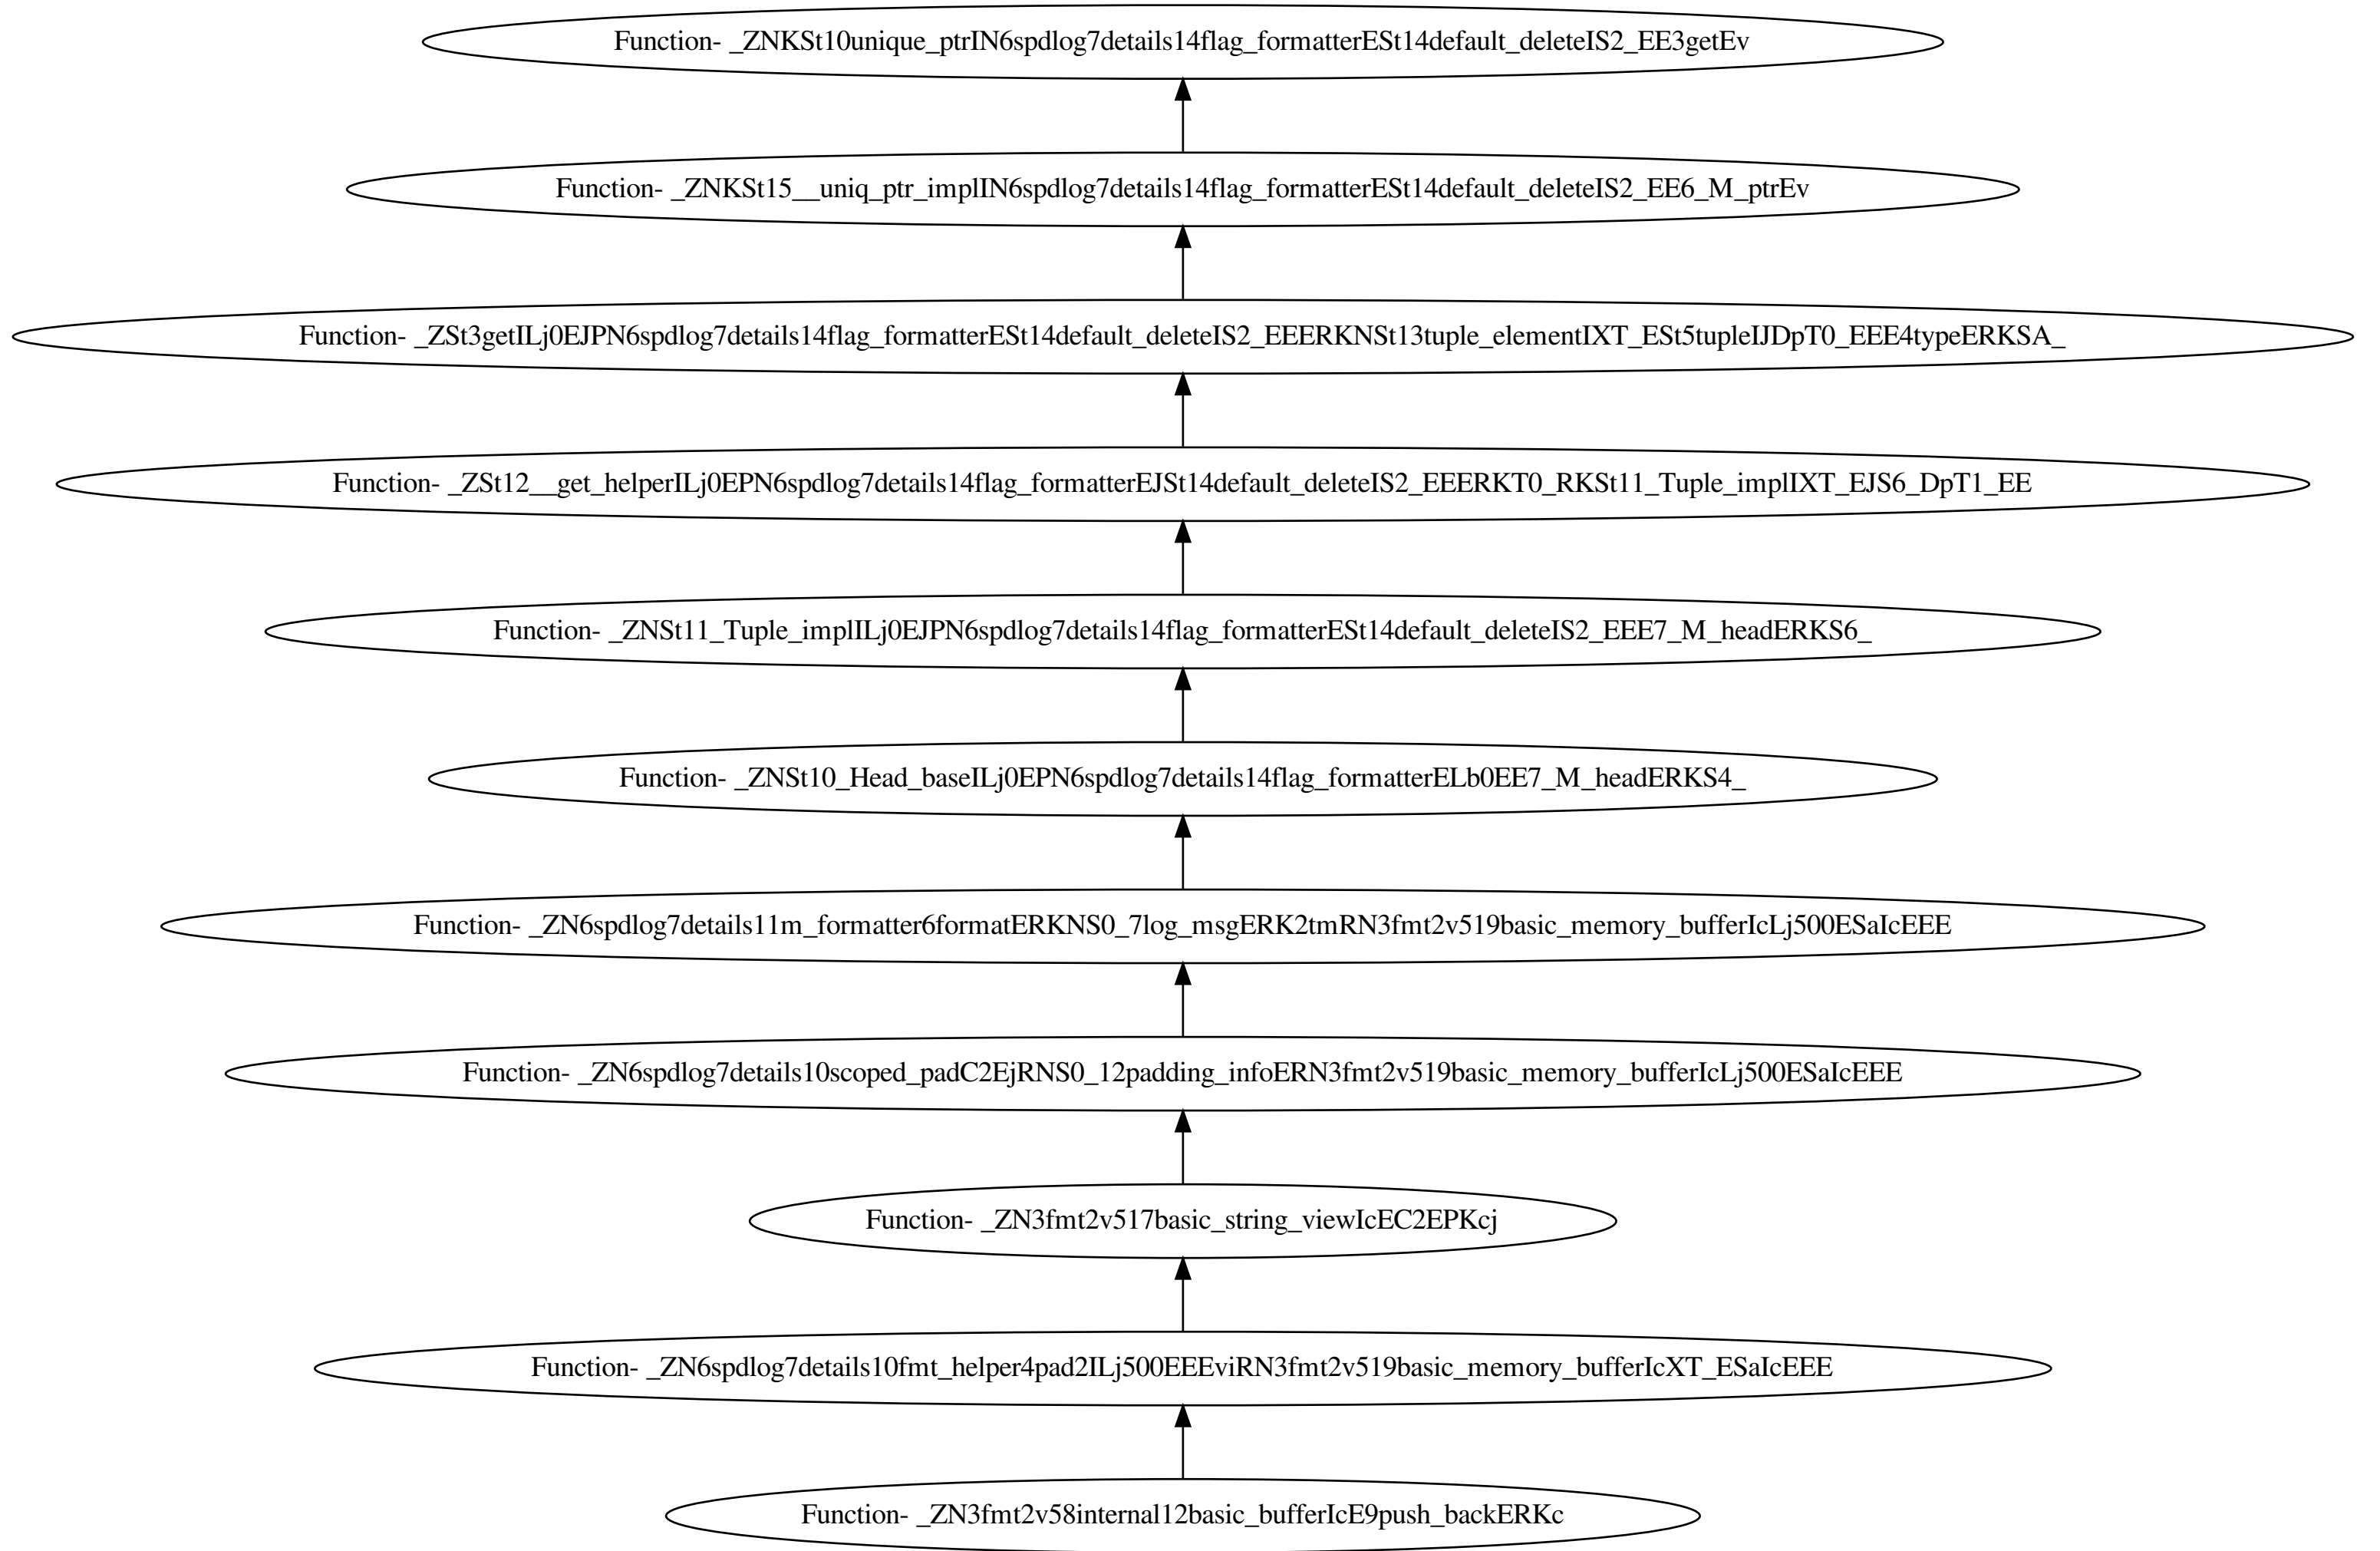 Function- _ZNKSt10unique_ptrIN6spdlog7details14flag_formatterESt14default_deleteIS2_EE3getEv
Function- _ZNKSt15__uniq_ptr_implIN6spdlog7details14flag_formatterESt14default_deleteIS2_EE6_M_ptrEv
Function- _ZSt3getILj0EJPN6spdlog7details14flag_formatterESt14default_deleteIS2_EEERKNSt13tuple_elementIXT_ESt5tupleIJDpT0_EEE4typeERKSA_
Function- _ZSt12__get_helperILj0EPN6spdlog7details14flag_formatterEJSt14default_deleteIS2_EEERKT0_RKSt11_Tuple_implIXT_EJS6_DpT1_EE
Function- _ZNSt11_Tuple_implILj0EJPN6spdlog7details14flag_formatterESt14default_deleteIS2_EEE7_M_headERKS6_
Function- _ZNSt10_Head_baseILj0EPN6spdlog7details14flag_formatterELb0EE7_M_headERKS4_
Function- _ZN6spdlog7details11m_formatter6formatERKNS0_7log_msgERK2tmRN3fmt2v519basic_memory_bufferIcLj500ESaIcEEE
Function- _ZN6spdlog7details10scoped_padC2EjRNS0_12padding_infoERN3fmt2v519basic_memory_bufferIcLj500ESaIcEEE
Function- _ZN3fmt2v517basic_string_viewIcEC2EPKcj
Function- _ZN6spdlog7details10fmt_helper4pad2ILj500EEEviRN3fmt2v519basic_memory_bufferIcXT_ESaIcEEE
Function- _ZN3fmt2v58internal12basic_bufferIcE9push_backERKc